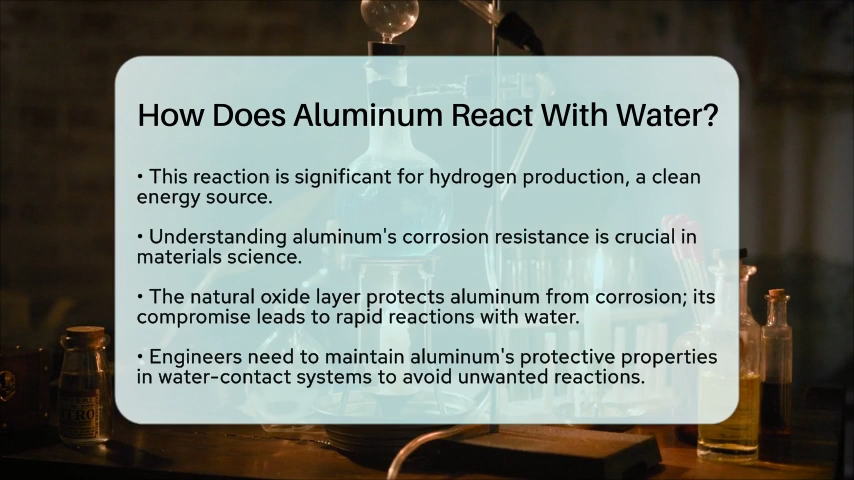 How Does Aluminum React With Water?
• This reaction is significant for hydrogen production, a clean
energy source.
• Understanding aluminum's corrosion resistance is crucial in
materials science.
• The natural oxide layer protects aluminum from corrosion; its
compromise leads to rapid reactions with water.
• Engineers need to maintain aluminum's protective properties
in water-contact systems to avoid unwanted reactions.